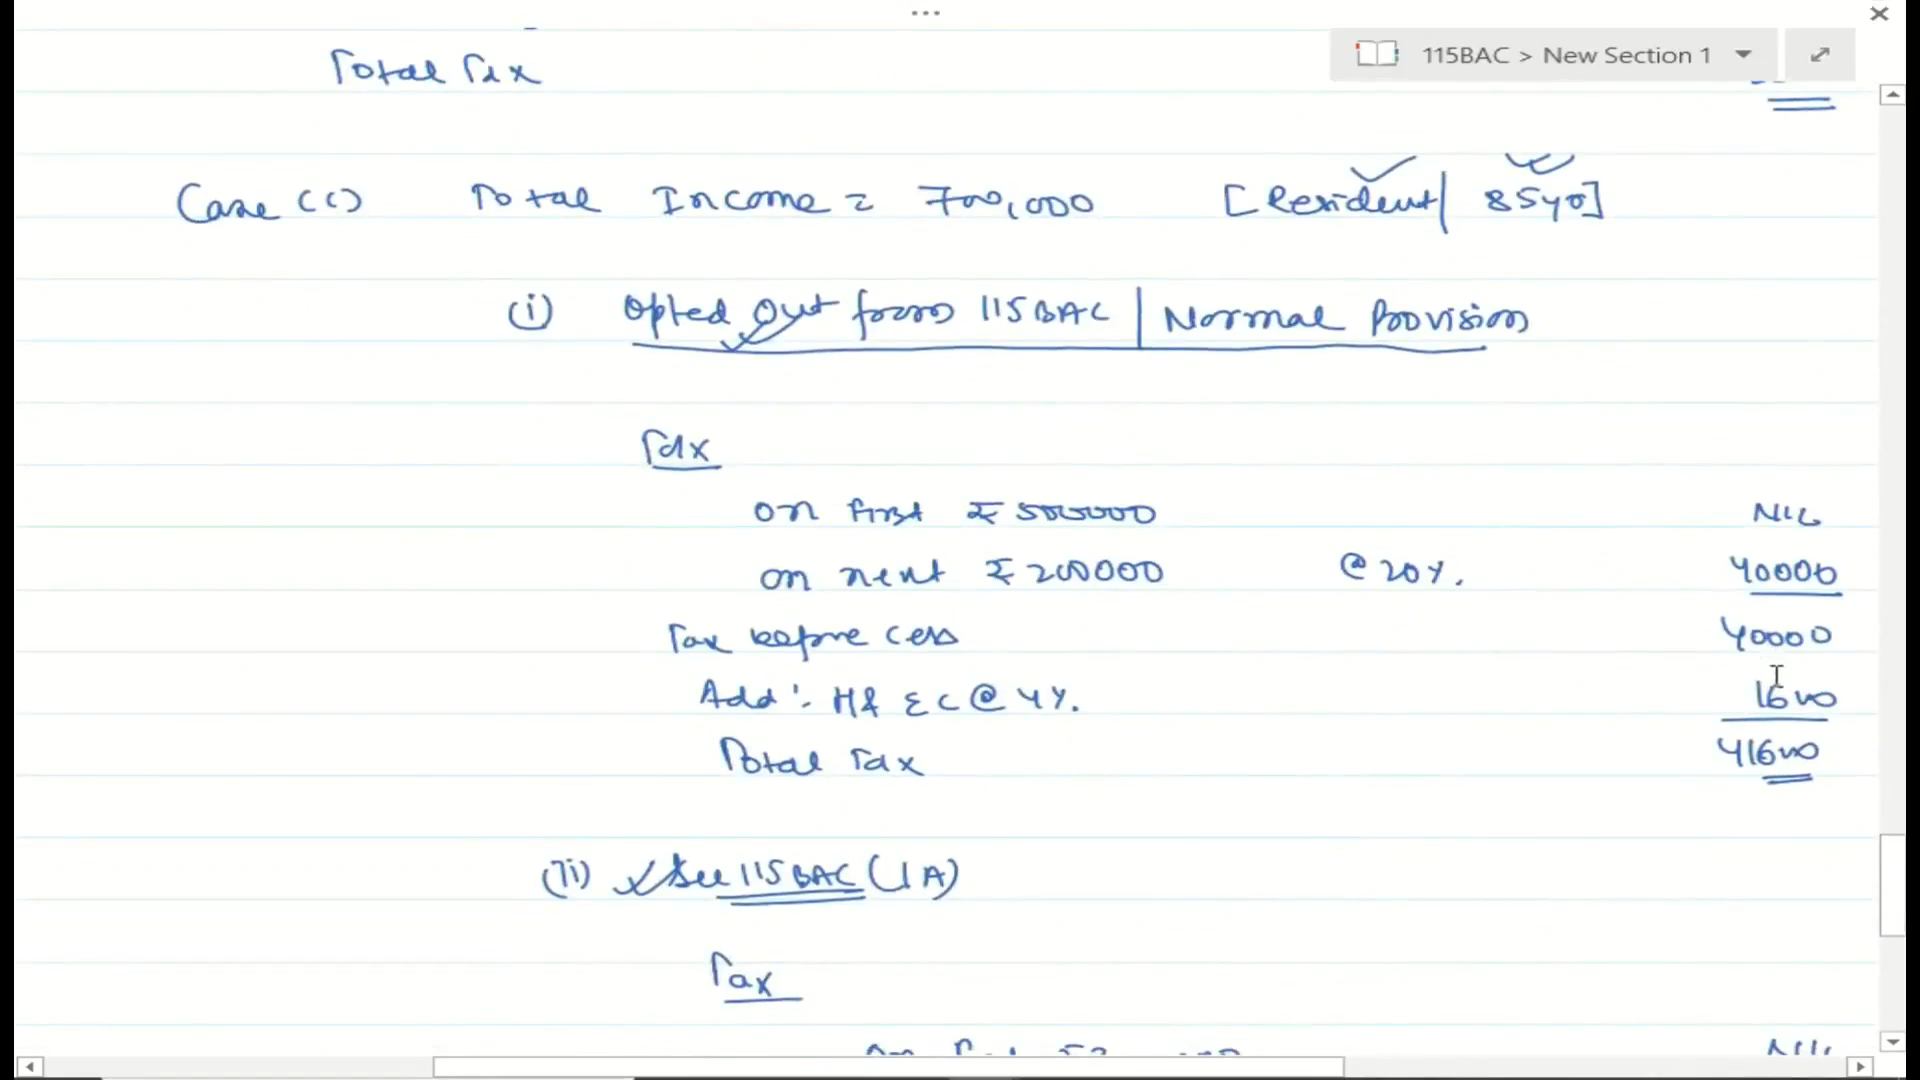 ...
115BAC > New Section 1
Total Tax
Case (c) Total Income = 700,000 [Resident/ 85yo]
(i) Opted Out from 115BAC | Normal Provision
Tax
on first ₹ 500000 NIL
on next ₹ 200000 @ 20%. 40000
Tax before cess 40000
Add :- H& EC @ 4%. 1600
Total Tax 41600
(ii) 115BAC (1A)
Tax